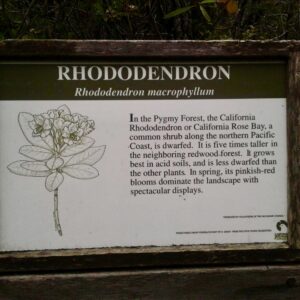 RHODODENDRON
Rhododendron macrophyllum
In the Pygmy Forest, the California
Rhododendron or California Rose Bay, a
common shrub along the northern Pacific
Coast, is dwarfed. It is five times taller in
the neighboring redwood forest. It grows
best in acid soils, and is less dwarfed than
the other plants. In spring, its pinkish-red
blooms dominate the landscape with
spectacular displays.